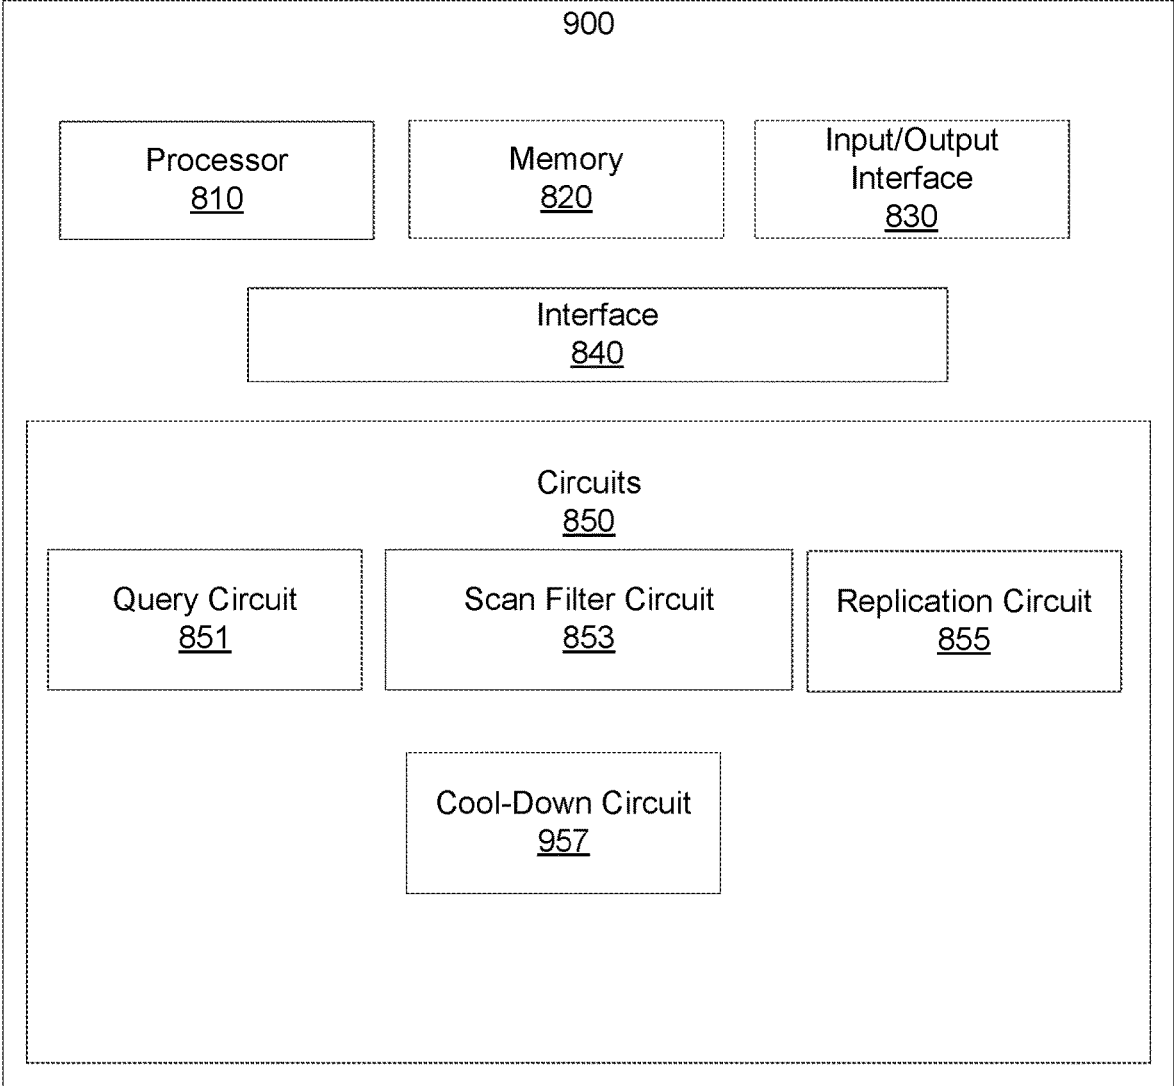 900
Processor
810
Memory
820
Input/Output
Interface
830
Interface
840
Circuits
850
Query Circuit
851
Scan Filter Circuit
853
Replication Circuit
855
Cool-Down Circuit
957